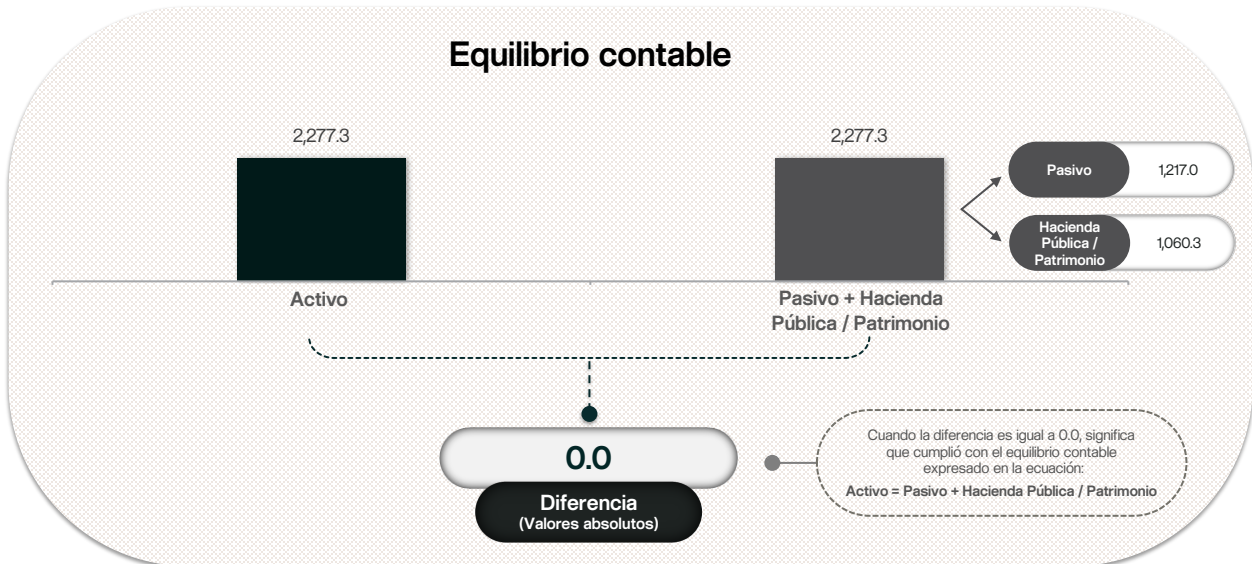 Equilibrio contable
2,277.3
2,277.3
Pasivo
1,217.0
Hacienda
Pública /
Patrimonio
1,060.3
Activo
Pasivo + Hacienda
Pública / Patrimonio
0.0
Diferencia
(Valores absolutos)
Cuando la diferencia es igual a 0.0, significa
que cumplió con el equilibrio contable
expresado en la ecuación:
Activo = Pasivo + Hacienda Pública / Patrimonio